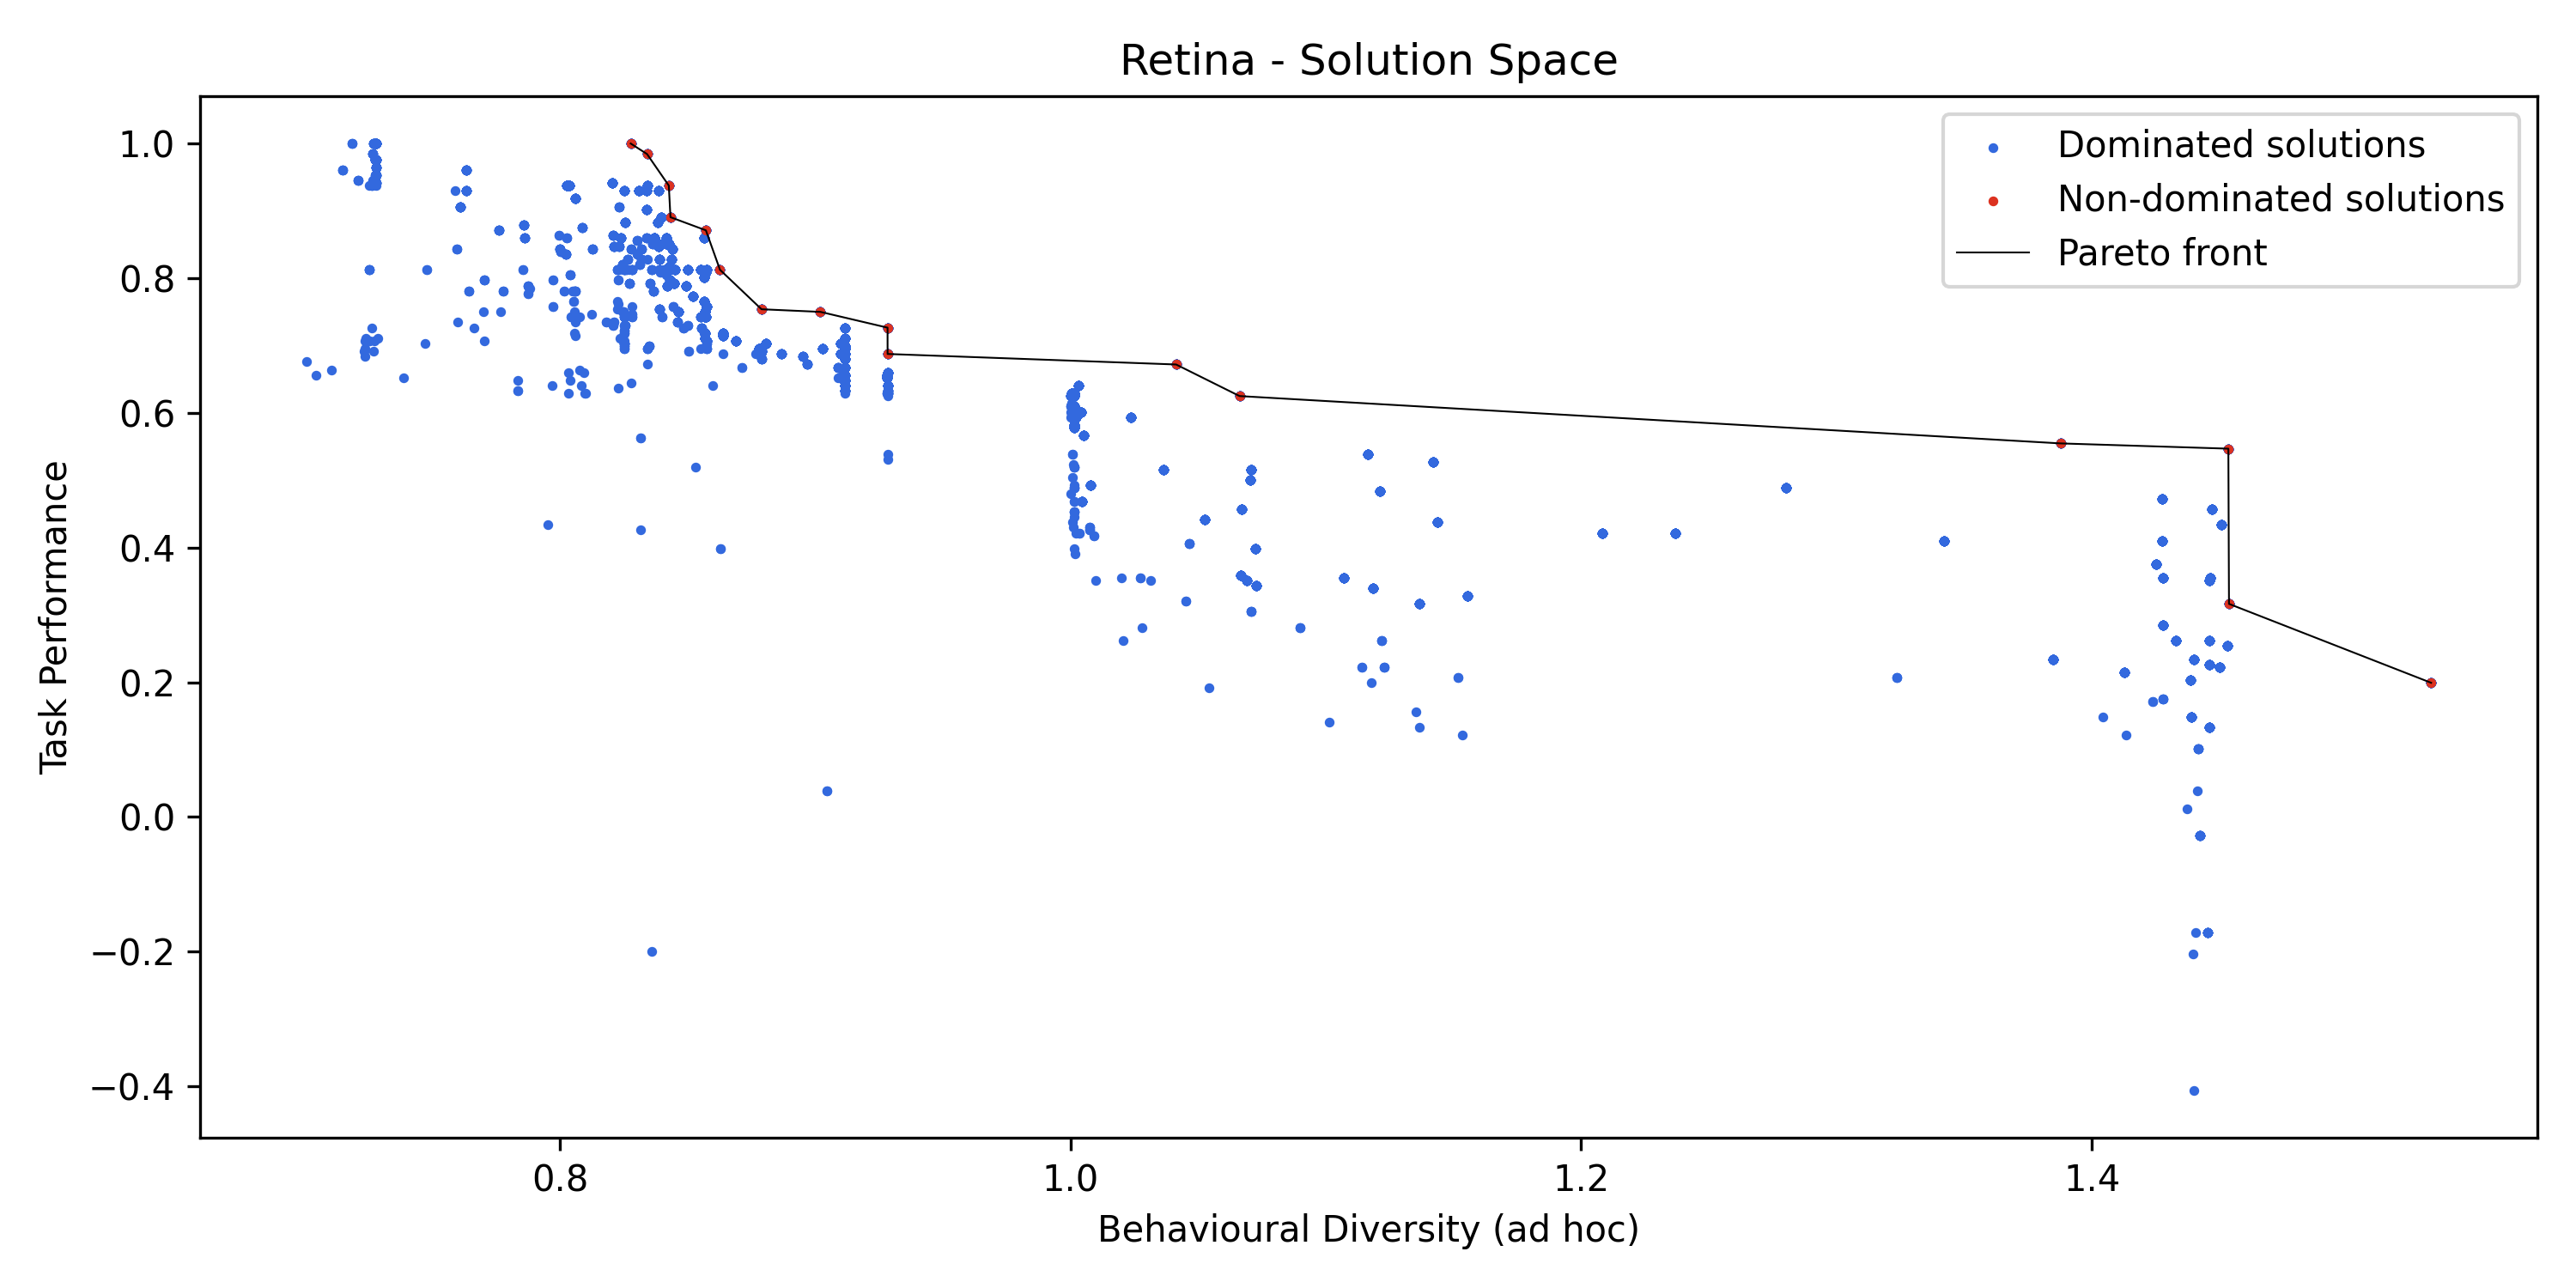 Retina - Solution Space
Dominated solutions
Non-dominated solutions
Pareto front
Task Performance
1.0
0.8
0.6
0.4
0.2
0.0
−0.2
−0.4
0.8
1.0
1.2
1.4
Behavioural Diversity (ad hoc)